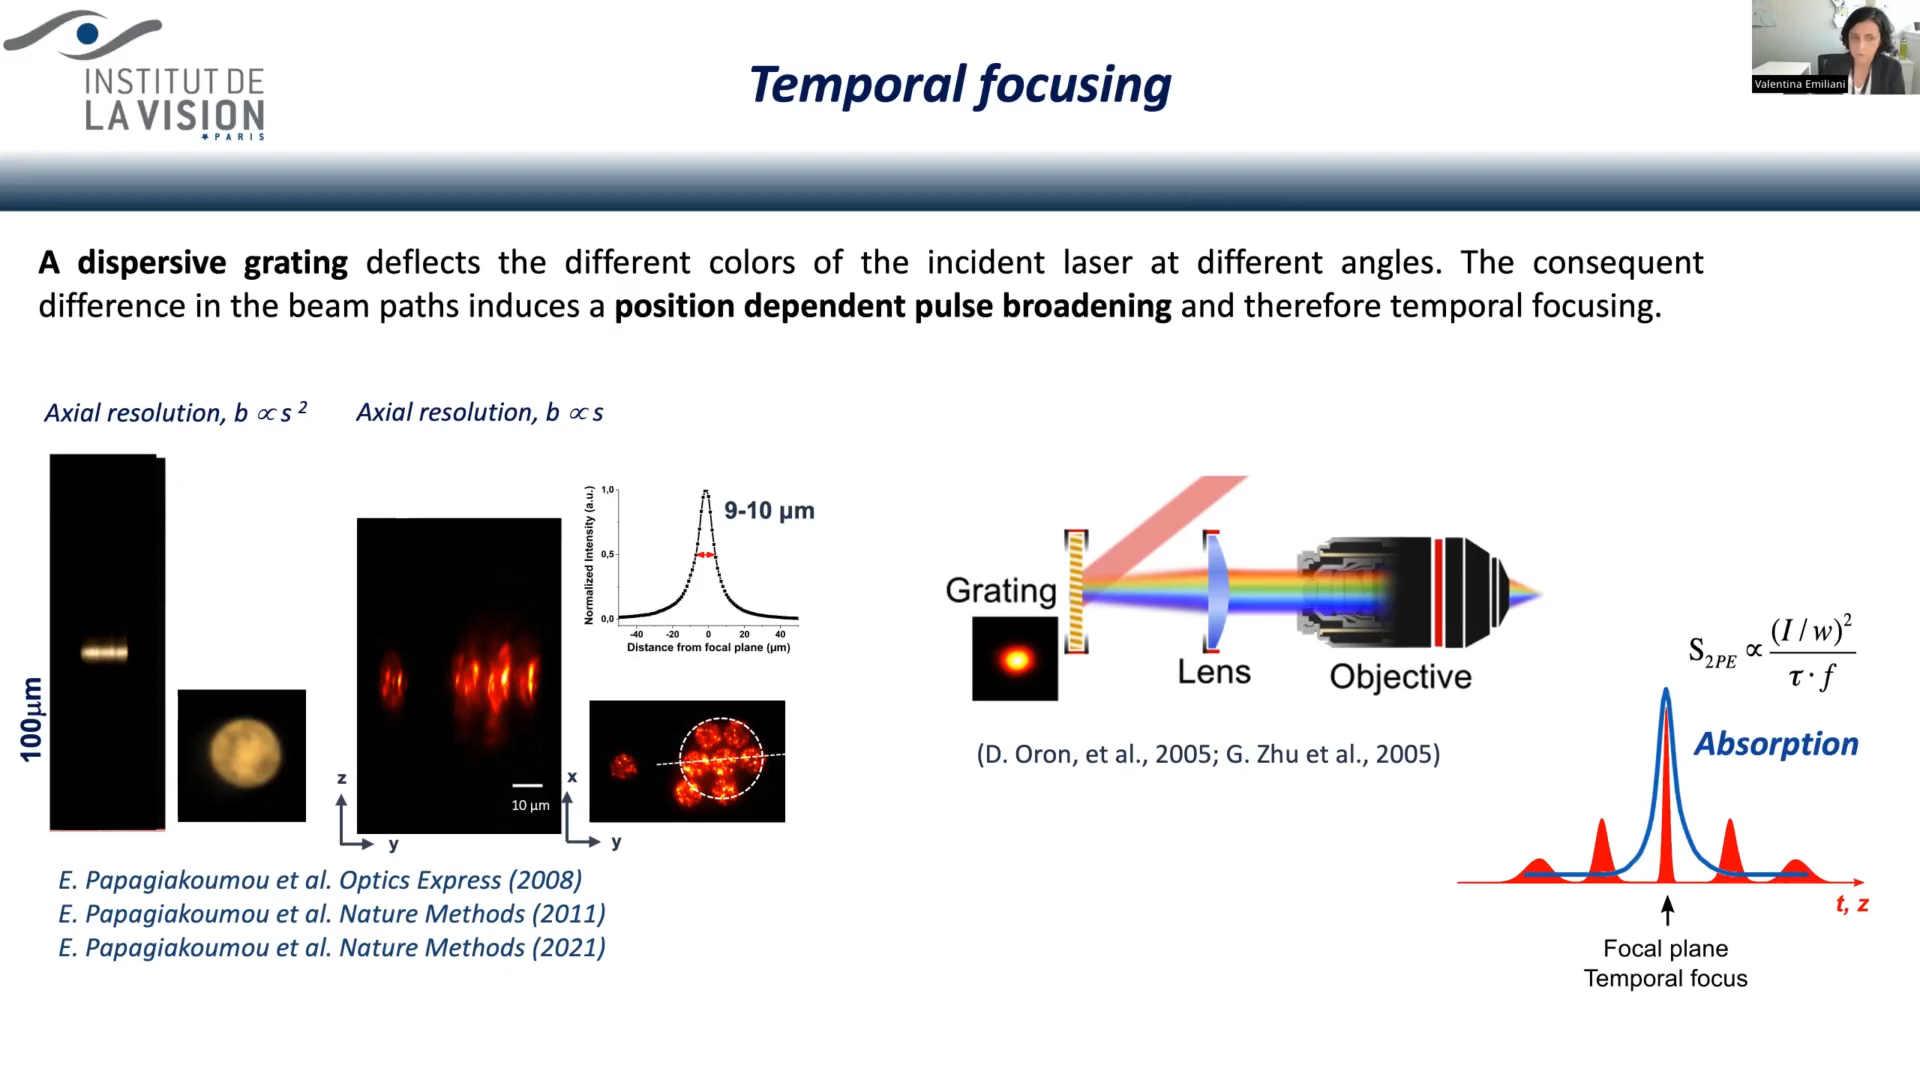 INSTITUT DE
LA VISION
PARIS
Temporal focusing
Valentina Emiliani
A dispersive grating deflects the different colors of the incident laser at different angles. The consequent
difference in the beam paths induces a position dependent pulse broadening and therefore temporal focusing.
Axial resolution, b ∝ s ²
Axial resolution, b ∝ s
100µm
z
y
10 µm
Normalized Intensity (a.u.)
1,0
0,5
0,0
-40 -20 0 20 40
Distance from focal plane (µm)
9-10 µm
x
y
E. Papagiakoumou et al. Optics Express (2008)
E. Papagiakoumou et al. Nature Methods (2011)
E. Papagiakoumou et al. Nature Methods (2021)
Grating
Lens
Objective
(D. Oron, et al., 2005; G. Zhu et al., 2005)
S2PE ∝ (I / w)² / τ · f
Absorption
t, z
Focal plane
Temporal focus